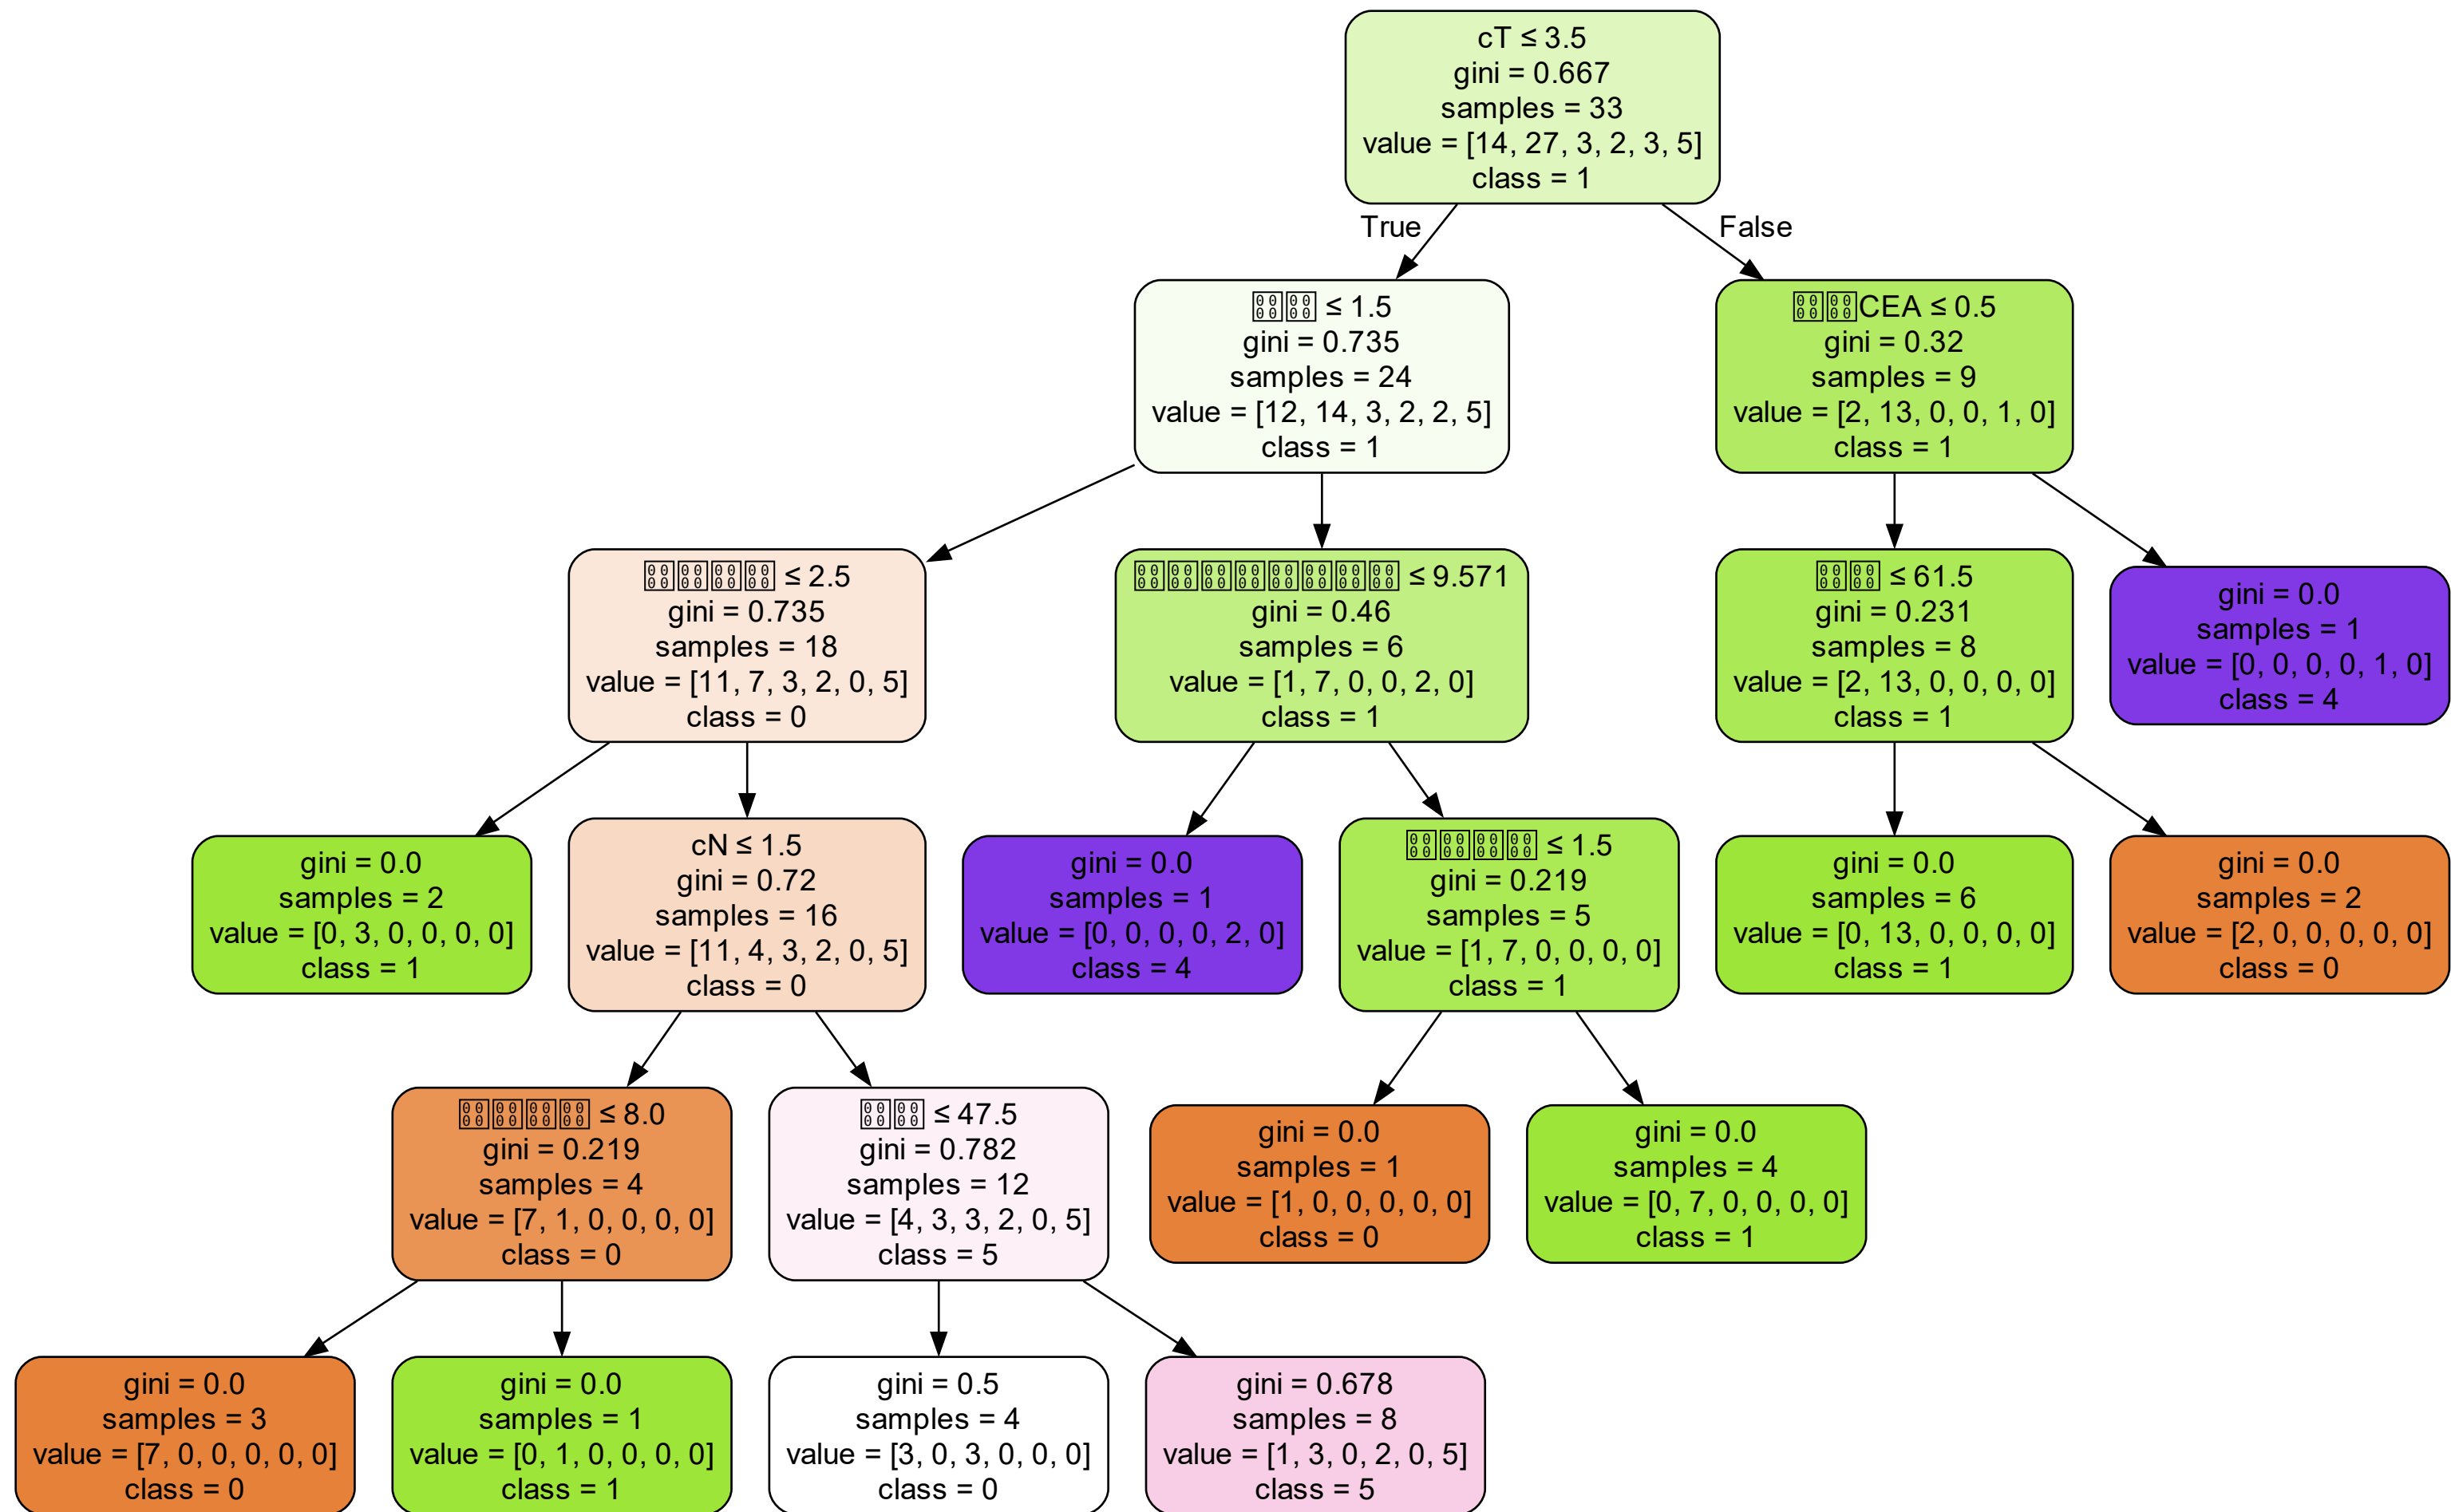 cT ≤ 3.5
gini = 0.667
samples = 33
value = [14, 27, 3, 2, 3, 5]
class = 1
True
False
≤ 1.5
gini = 0.735
samples = 24
value = [12, 14, 3, 2, 2, 5]
class = 1
CEA ≤ 0.5
gini = 0.32
samples = 9
value = [2, 13, 0, 0, 1, 0]
class = 1
≤ 2.5
gini = 0.735
samples = 18
value = [11, 7, 3, 2, 0, 5]
class = 0
≤ 9.571
gini = 0.46
samples = 6
value = [1, 7, 0, 0, 2, 0]
class = 1
≤ 61.5
gini = 0.231
samples = 8
value = [2, 13, 0, 0, 0, 0]
class = 1
gini = 0.0
samples = 1
value = [0, 0, 0, 0, 1, 0]
class = 4
gini = 0.0
samples = 2
value = [0, 3, 0, 0, 0, 0]
class = 1
cN ≤ 1.5
gini = 0.72
samples = 16
value = [11, 4, 3, 2, 0, 5]
class = 0
gini = 0.0
samples = 1
value = [0, 0, 0, 0, 2, 0]
class = 4
≤ 1.5
gini = 0.219
samples = 5
value = [1, 7, 0, 0, 0, 0]
class = 1
gini = 0.0
samples = 6
value = [0, 13, 0, 0, 0, 0]
class = 1
gini = 0.0
samples = 2
value = [2, 0, 0, 0, 0, 0]
class = 0
≤ 8.0
gini = 0.219
samples = 4
value = [7, 1, 0, 0, 0, 0]
class = 0
≤ 47.5
gini = 0.782
samples = 12
value = [4, 3, 3, 2, 0, 5]
class = 5
gini = 0.0
samples = 1
value = [1, 0, 0, 0, 0, 0]
class = 0
gini = 0.0
samples = 4
value = [0, 7, 0, 0, 0, 0]
class = 1
gini = 0.0
samples = 3
value = [7, 0, 0, 0, 0, 0]
class = 0
gini = 0.0
samples = 1
value = [0, 1, 0, 0, 0, 0]
class = 1
gini = 0.5
samples = 4
value = [3, 0, 3, 0, 0, 0]
class = 0
gini = 0.678
samples = 8
value = [1, 3, 0, 2, 0, 5]
class = 5